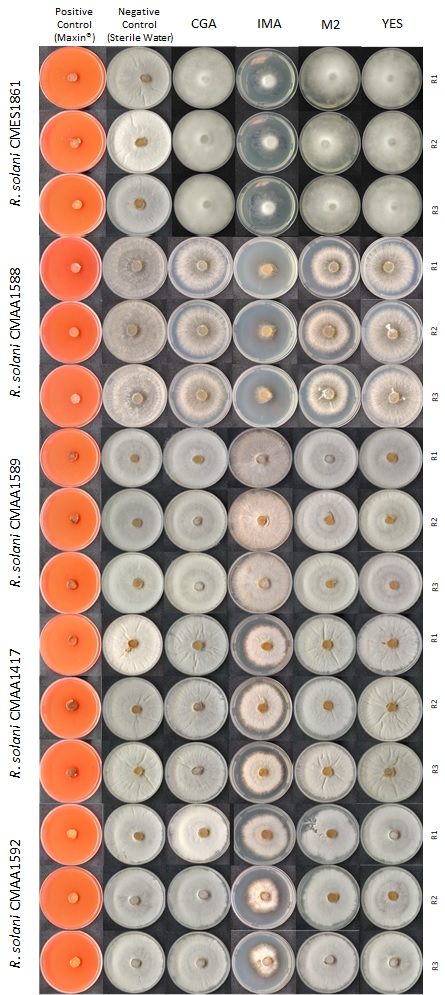 Positive
Control
(Maxin®)
Negative
Control
(Sterile Water)
CGA
IMA
M2
YES
R. solani CMES1861
R1
R2
R3
R. solani CMAA1588
R1
R2
R3
R. solani CMAA1589
R1
R2
R3
R. solani CMAA1417
R1
R2
R3
R. solani CMAA1592
R1
R2
R3